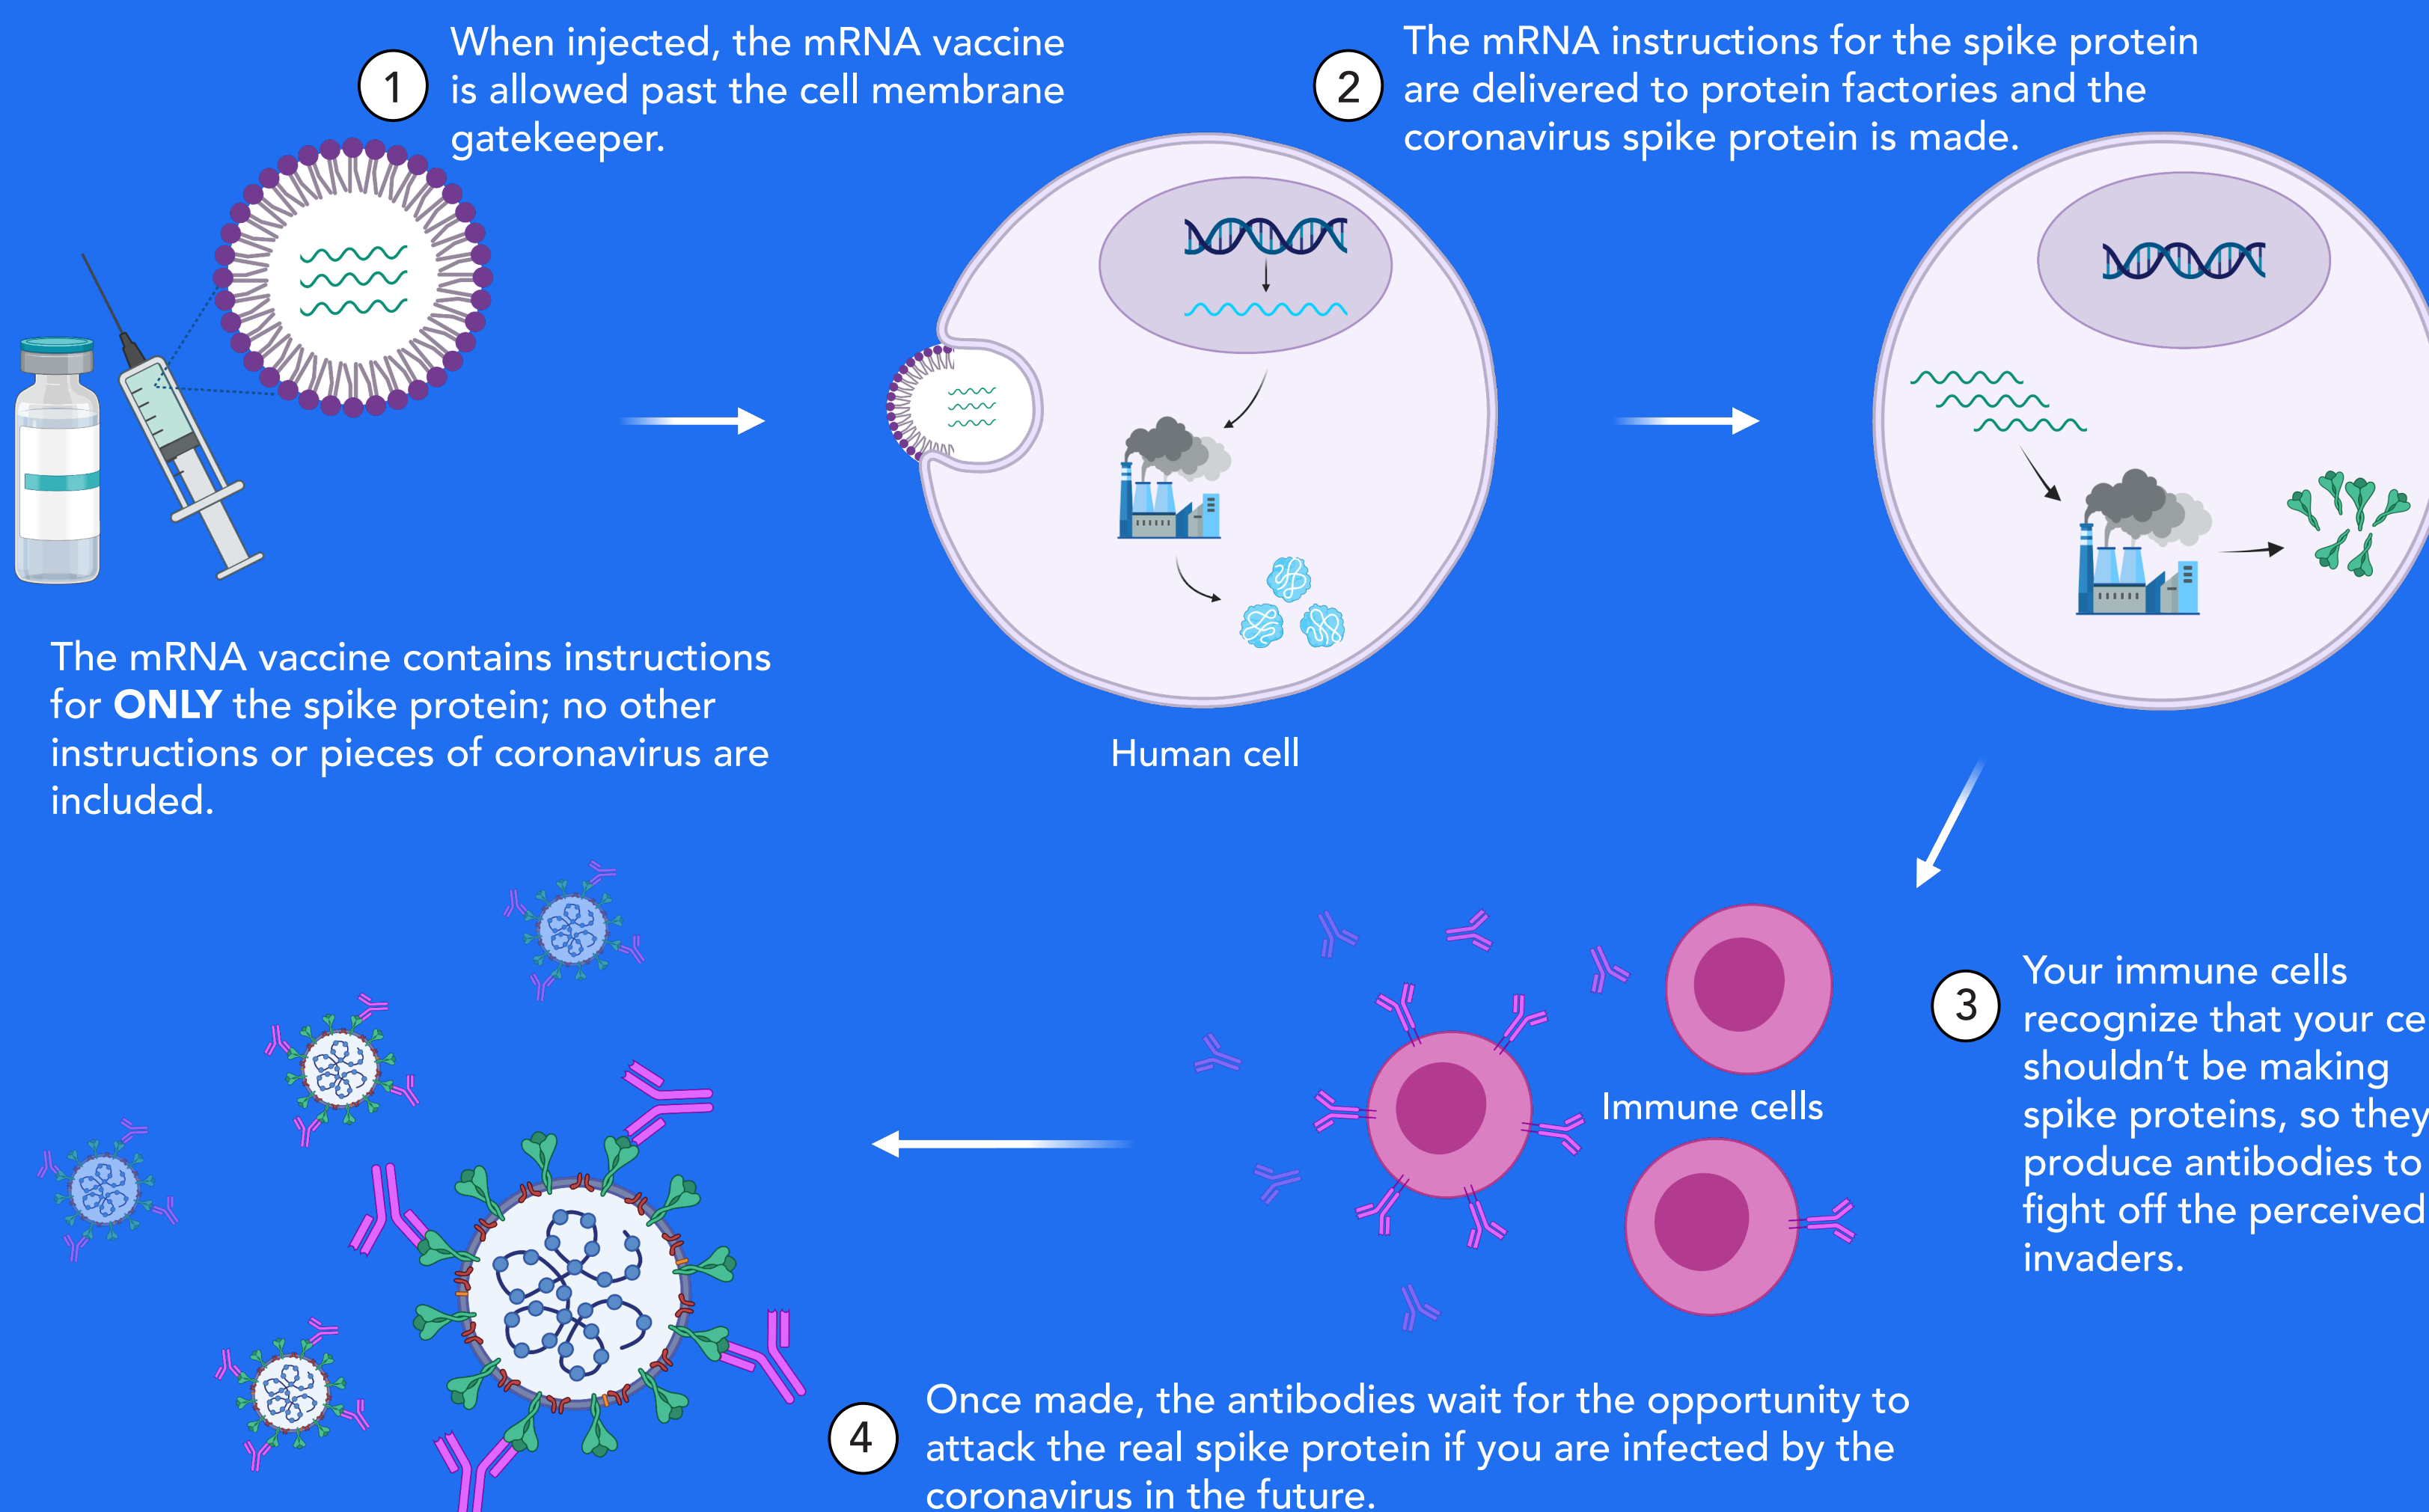 1
When injected, the mRNA vaccine
is allowed past the cell membrane
gatekeeper.
2
The mRNA instructions for the spike protein
are delivered to protein factories and the
coronavirus spike protein is made.
The mRNA vaccine contains instructions
for ONLY the spike protein; no other
instructions or pieces of coronavirus are
included.
Human cell
3
Your immune cells
recognize that your
shouldn't be making
spike proteins, so they
produce antibodies to
fight off the perceived
invaders.
Immune cells
4
Once made, the antibodies wait for the opportunity to
attack the real spike protein if you are infected by the
coronavirus in the future.